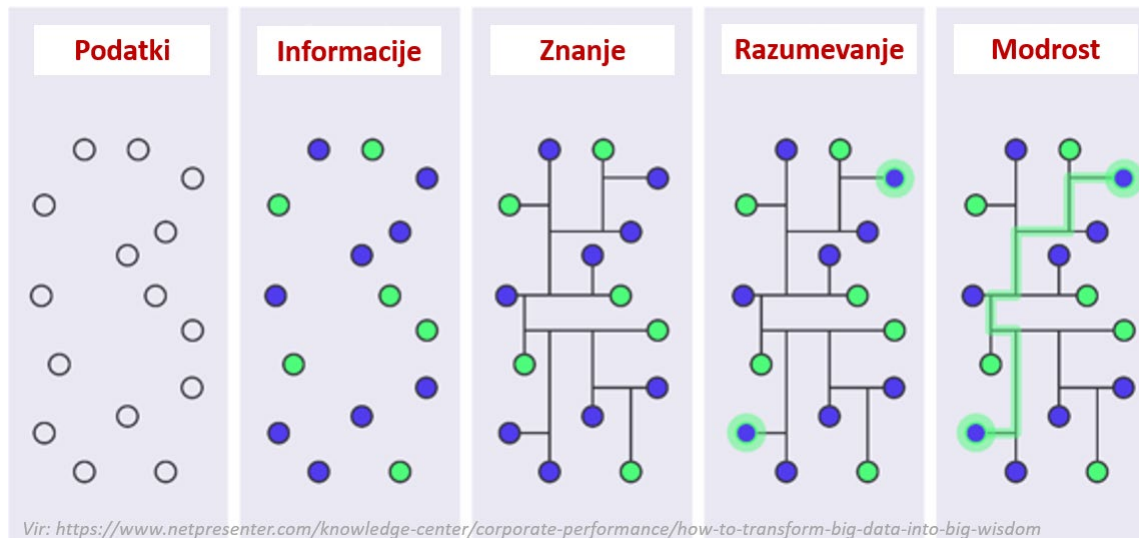 Podatki
Informacije
Znanje
Razumevanje
Modrost
Vir: https://www.netpresenter.com/knowledge-center/corporate-performance/how-to-transform-big-data-into-big-wisdom